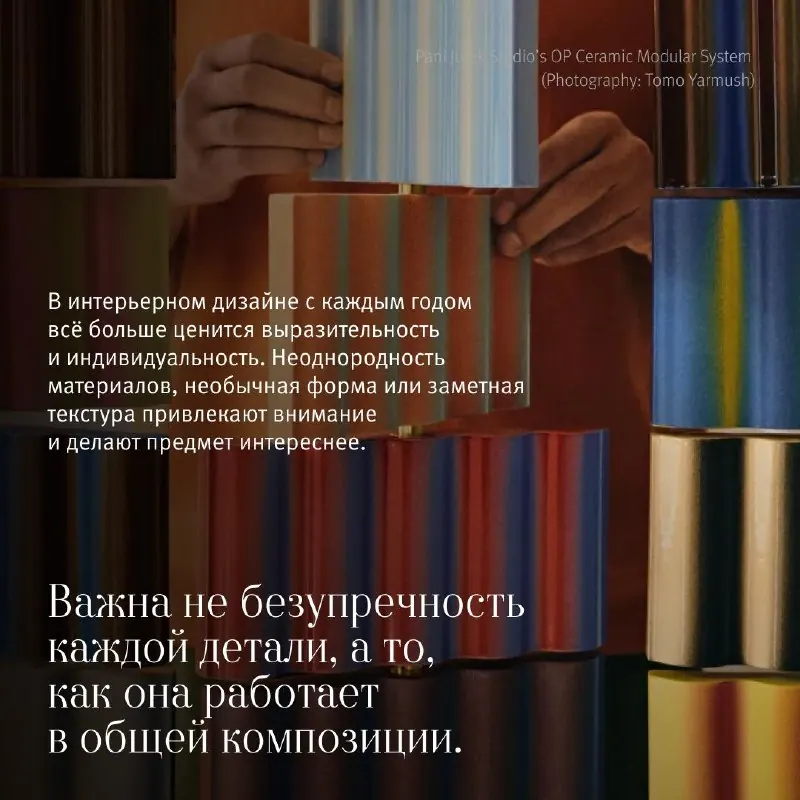 Pani Jurek Studio's OP Ceramic Modular System
(Photography: Tomo Yarmush)
В интерьерном дизайне с каждым годом
всё больше ценится выразительность
и индивидуальность. Неоднородность
материалов, необычная форма или заметная
текстура привлекают внимание
и делают предмет интереснее.
Важна не безупречность
каждой детали, а то,
как она работает
в общей композиции.